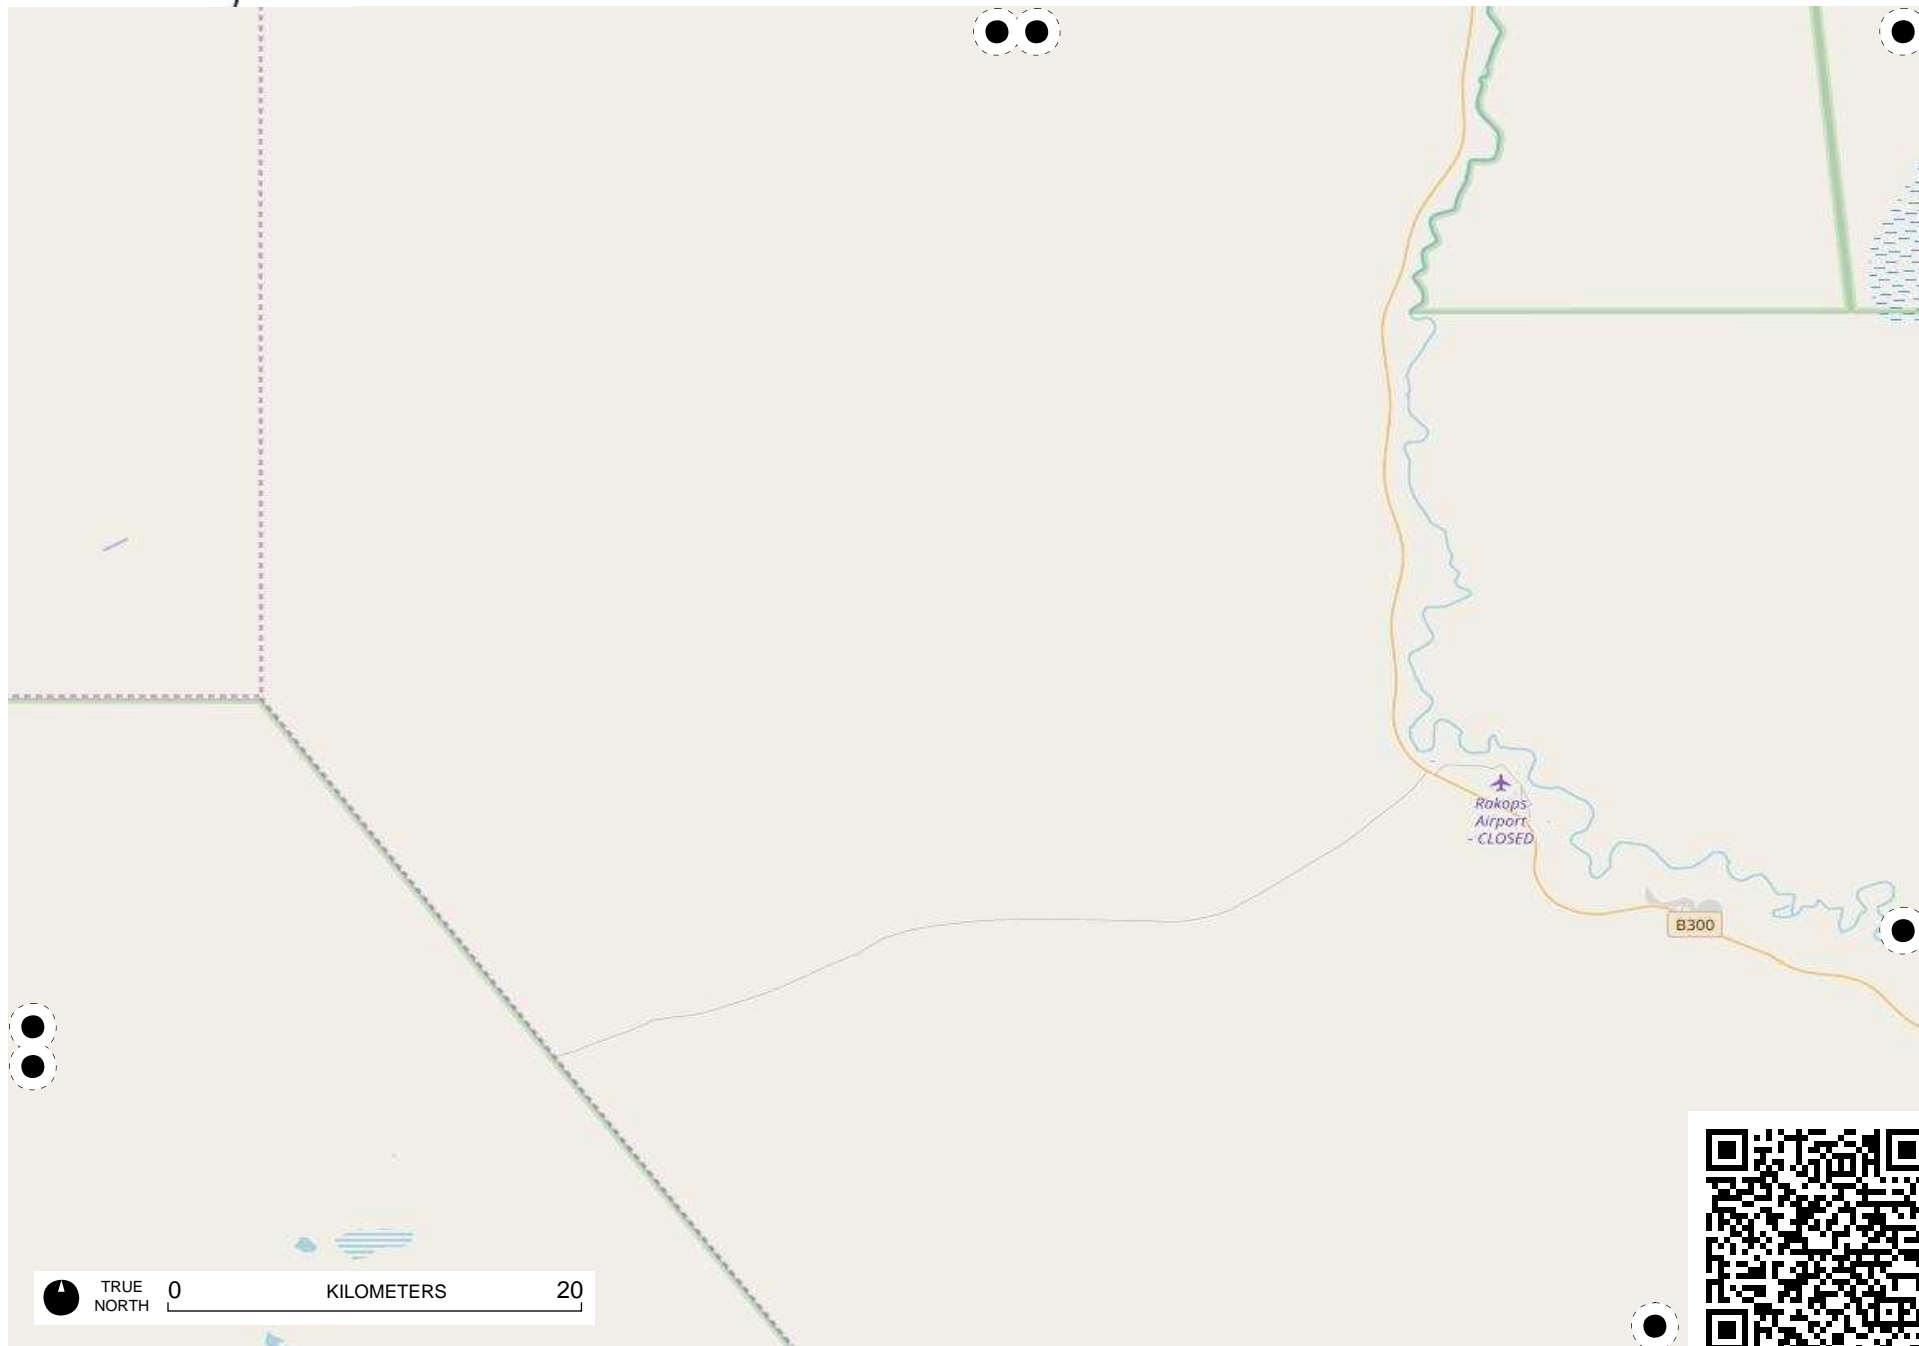 Rakops
Airport
- CLOSED
B300
TRUE
NORTH
0 KILOMETERS 20